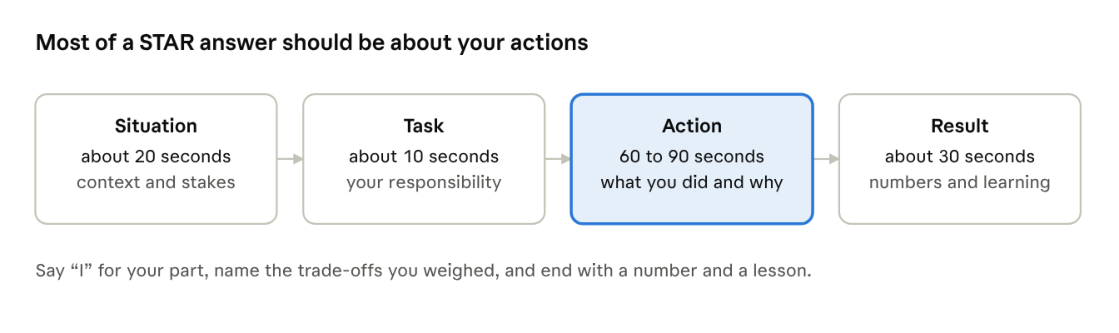 Most of a STAR answer should be about your actions
Situation
about 20 seconds
context and stakes
Task
about 10 seconds
your responsibility
Action
60 to 90 seconds
what you did and why
Result
about 30 seconds
numbers and learning
Say “I” for your part, name the trade-offs you weighed, and end with a number and a lesson.